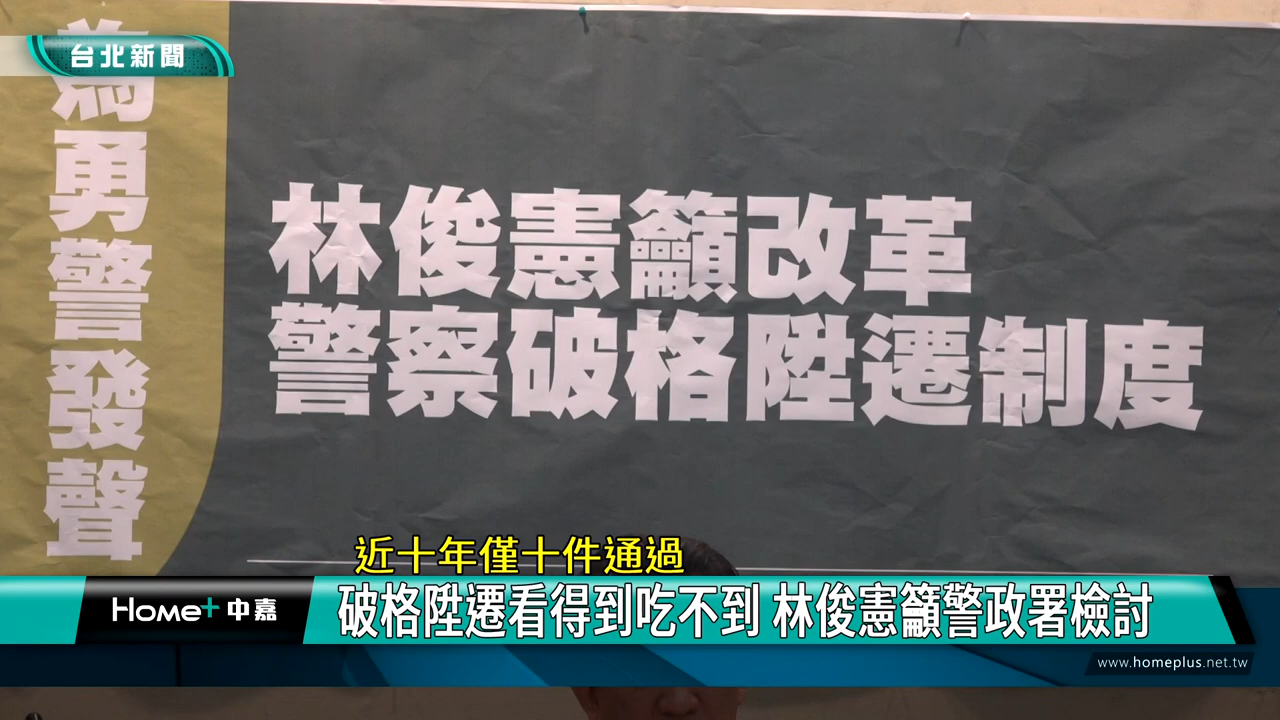 台北新聞
為勇警發聲
林俊憲籲改革
警察破格陞遷制度
近十年僅十件通過
Home+ 中嘉
破格陞遷看得到吃不到 林俊憲籲警政署檢討
www.homeplus.net.tw